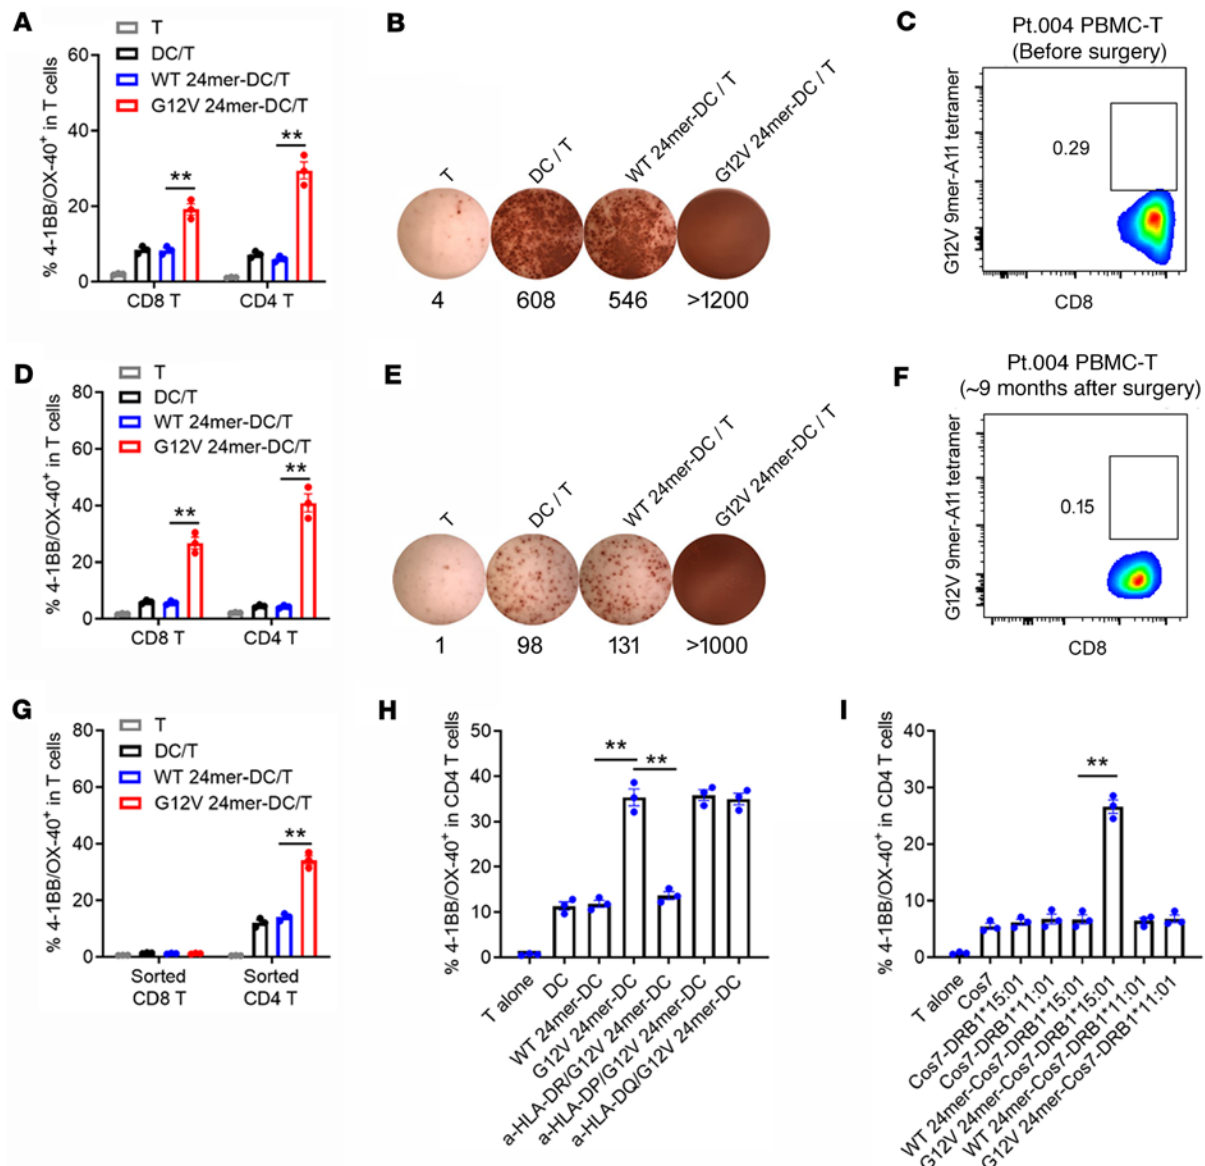 A
T
DC/T
WT 24mer-DC/T
G12V 24mer-DC/T
% 4-1BB/OX-40+ in T cells
60
40
20
0
**
**
CD8 T
CD4 T
B
T
DC / T
WT 24mer-DC / T
G12V 24mer-DC / T
4
608
546
>1200
C
Pt.004 PBMC-T
(Before surgery)
G12V 9mer-A11 tetramer
0.29
CD8
D
T
DC/T
WT 24mer-DC/T
G12V 24mer-DC/T
% 4-1BB/OX-40+ in T cells
80
60
40
20
0
**
**
CD8 T
CD4 T
E
T
DC / T
WT 24mer-DC / T
G12V 24mer-DC / T
1
98
131
>1000
F
Pt.004 PBMC-T
(~9 months after surgery)
G12V 9mer-A11 tetramer
0.15
CD8
G
T
DC/T
WT 24mer-DC/T
G12V 24mer-DC/T
% 4-1BB/OX-40+ in T cells
80
60
40
20
0
**
Sorted
CD8 T
Sorted
CD4 T
H
% 4-1BB/OX-40+ in CD4 T cells
50
40
30
20
10
0
**
**
T alone
DC
WT 24mer-DC
G12V 24mer-DC
a-HLA-DR/G12V 24mer-DC
a-HLA-DP/G12V 24mer-DC
a-HLA-DQ/G12V 24mer-DC
I
% 4-1BB/OX-40+ in CD4 T cells
40
30
20
10
0
**
T alone
Cos7
Cos7-DRB1*15:01
Cos7-DRB1*11:01
WT 24mer-Cos7-DRB1*15:01
G12V 24mer-Cos7-DRB1*15:01
WT 24mer-Cos7-DRB1*11:01
G12V 24mer-Cos7-DRB1*11:01